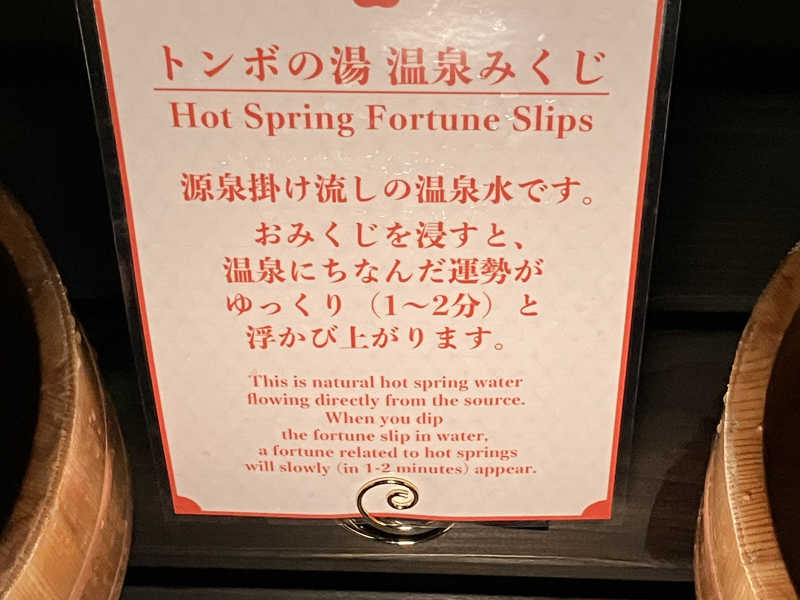 トンボの湯 温泉みくじ
Hot Spring Fortune Slips
源泉掛け流しの温泉水です。
おみくじを浸すと、
温泉にちなんだ運勢が
ゆっくり（1～2分）と
浮かび上がります。
This is natural hot spring water
flowing directly from the source.
When you dip
the fortune slip in water,
a fortune related to hot springs
will slowly (in 1-2 minutes) appear.